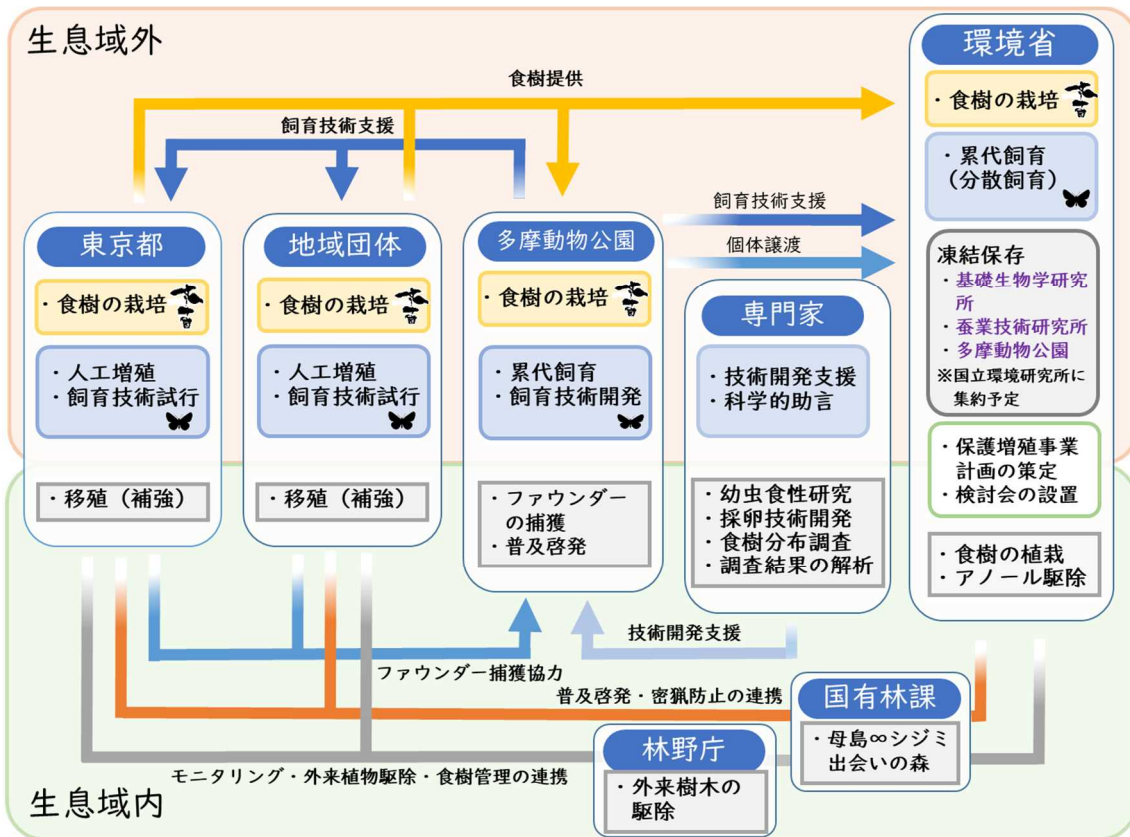 生息域外
食樹提供
飼育技術支援
東京都
・食樹の栽培
・人工増殖
・飼育技術試行
・移殖（補強）
地域団体
・食樹の栽培
・人工増殖
・飼育技術試行
・移殖（補強）
多摩動物公園
・食樹の栽培
・累代飼育
・飼育技術開発
・ファウンダー
の捕獲
・普及啓発
飼育技術支援
個体譲渡
専門家
・技術開発支援
・科学的助言
・幼虫食性研究
・採卵技術開発
・食樹分布調査
・調査結果の解析
環境省
・食樹の栽培
・累代飼育
（分散飼育）
凍結保存
・基礎生物学研究
所
・蚕業技術研究所
・多摩動物公園
※国立環境研究所に
集約予定
・保護増殖事業
計画の策定
・検討会の設置
・食樹の植栽
・アノール駆除
技術開発支援
ファウンダー捕獲協力
普及啓発・密猟防止の連携
国有林課
・母島∞シジミ
出会いの森
林野庁
・外来樹木の
駆除
モニタリング・外来植物駆除・食樹管理の連携
生息域内